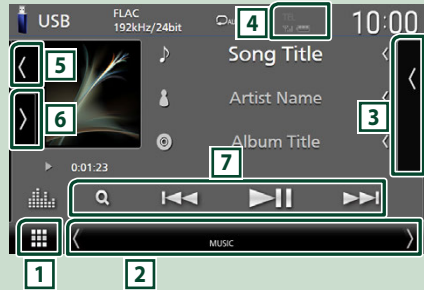 USB
FLAC
192kHz/24bit
4
TEL
10:00
5
Song Title
6
Artist Name
3
Album Title
0:01:23
7
MUSIC
1
2